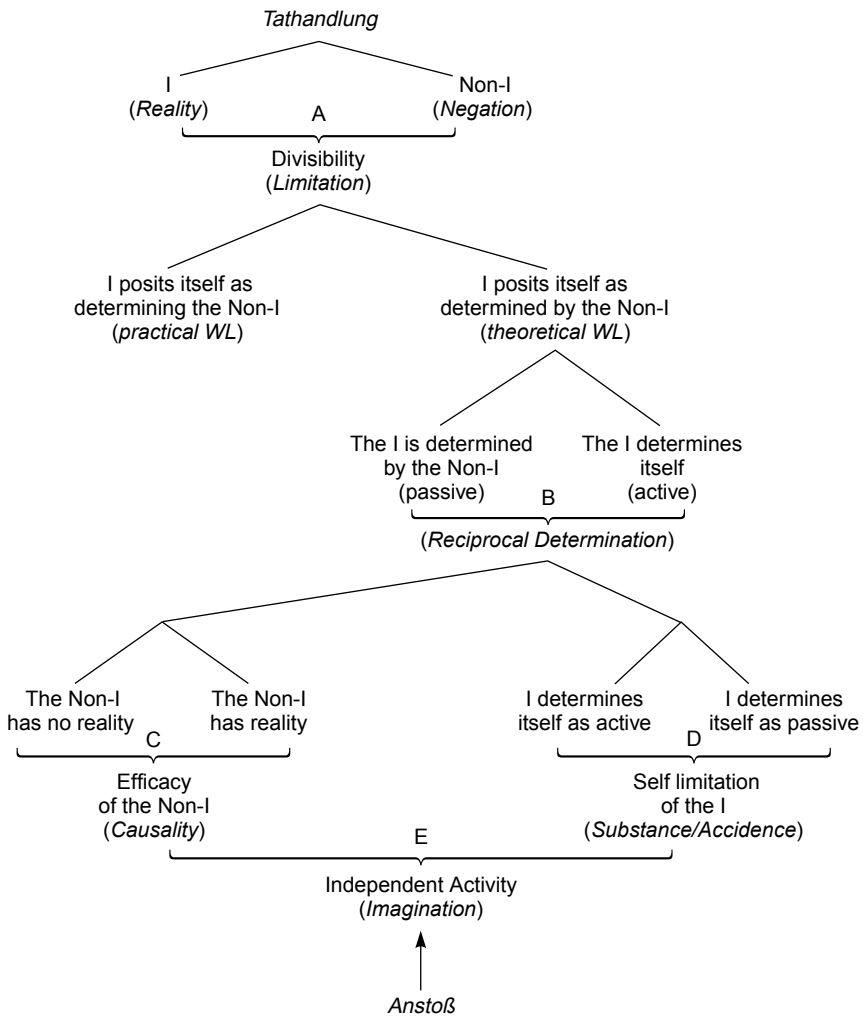 Tathandlung
I
(Reality)
Non-I
(Negation)
A
Divisibility
(Limitation)
I posits itself as
determining the Non-I
(practical WL)
I posits itself as
determined by the Non-I
(theoretical WL)
The I is determined
by the Non-I
(passive)
The I determines
itself
(active)
B
(Reciprocal Determination)
The Non-I
has no reality
The Non-I
has reality
I determines
itself as active
I determines
itself as passive
C
Efficacy
of the Non-I
(Causality)
D
Self limitation
of the I
(Substance/Accidence)
E
Independent Activity
(Imagination)
Anstoß